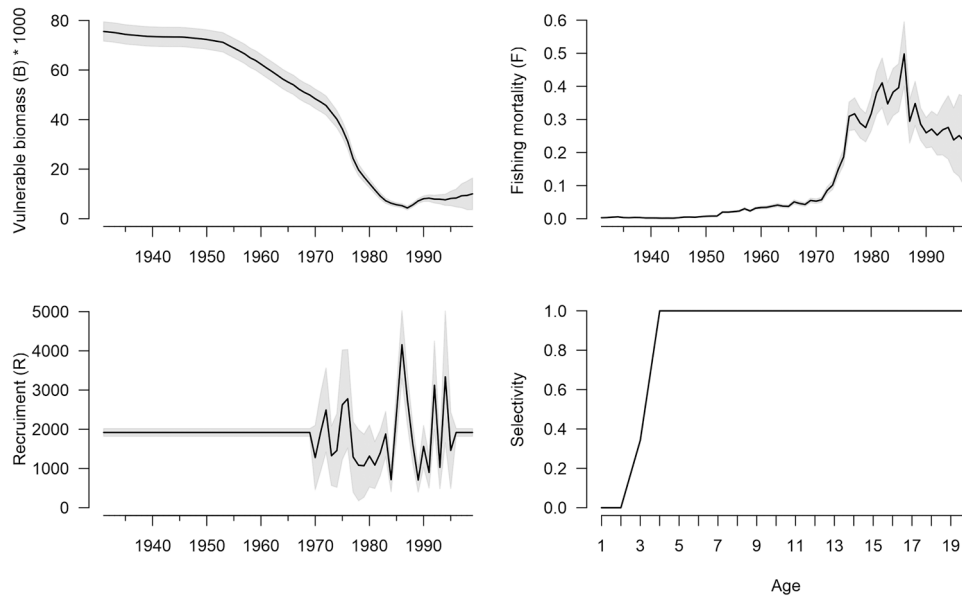 Vulnerable biomass (B) * 1000
80
60
40
20
0
1940 1950 1960 1970 1980 1990
Fishing mortality (F)
0.6
0.5
0.4
0.3
0.2
0.1
0.0
1940 1950 1960 1970 1980 1990
Recruiment (R)
5000
4000
3000
2000
1000
0
1940 1950 1960 1970 1980 1990
Selectivity
1.0
0.8
0.6
0.4
0.2
0.0
1 3 5 7 9 11 13 15 17 19
Age